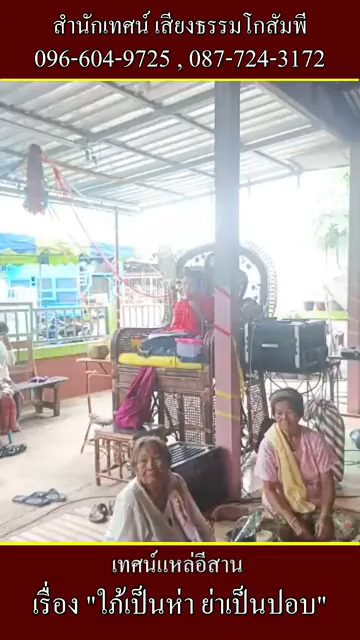 สำนักเทศน์ เสียงธรรมโกสัมพี
096-604-9725 , 087-724-3172
เทศน์แหล่อีสาน
เรื่อง "ใภ้เป็นห่า ย่าเป็นปอบ"